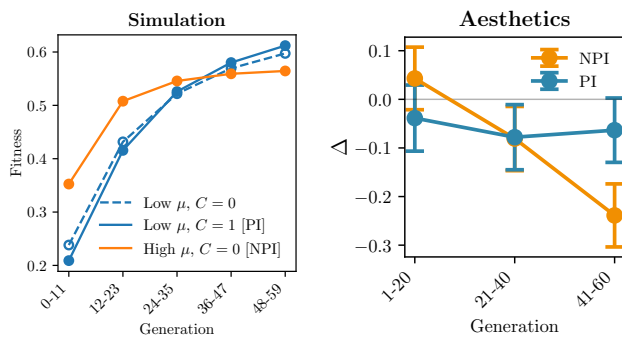 Simulation
Fitness
0.6
0.5
0.4
0.3
0.2
Low μ, C = 0
Low μ, C = 1 [PI]
High μ, C = 0 [NPI]
0-11
12-23
24-35
36-47
48-59
Generation
Aesthetics
Δ
0.1
0.0
−0.1
−0.2
−0.3
NPI
PI
1-20
21-40
41-60
Generation